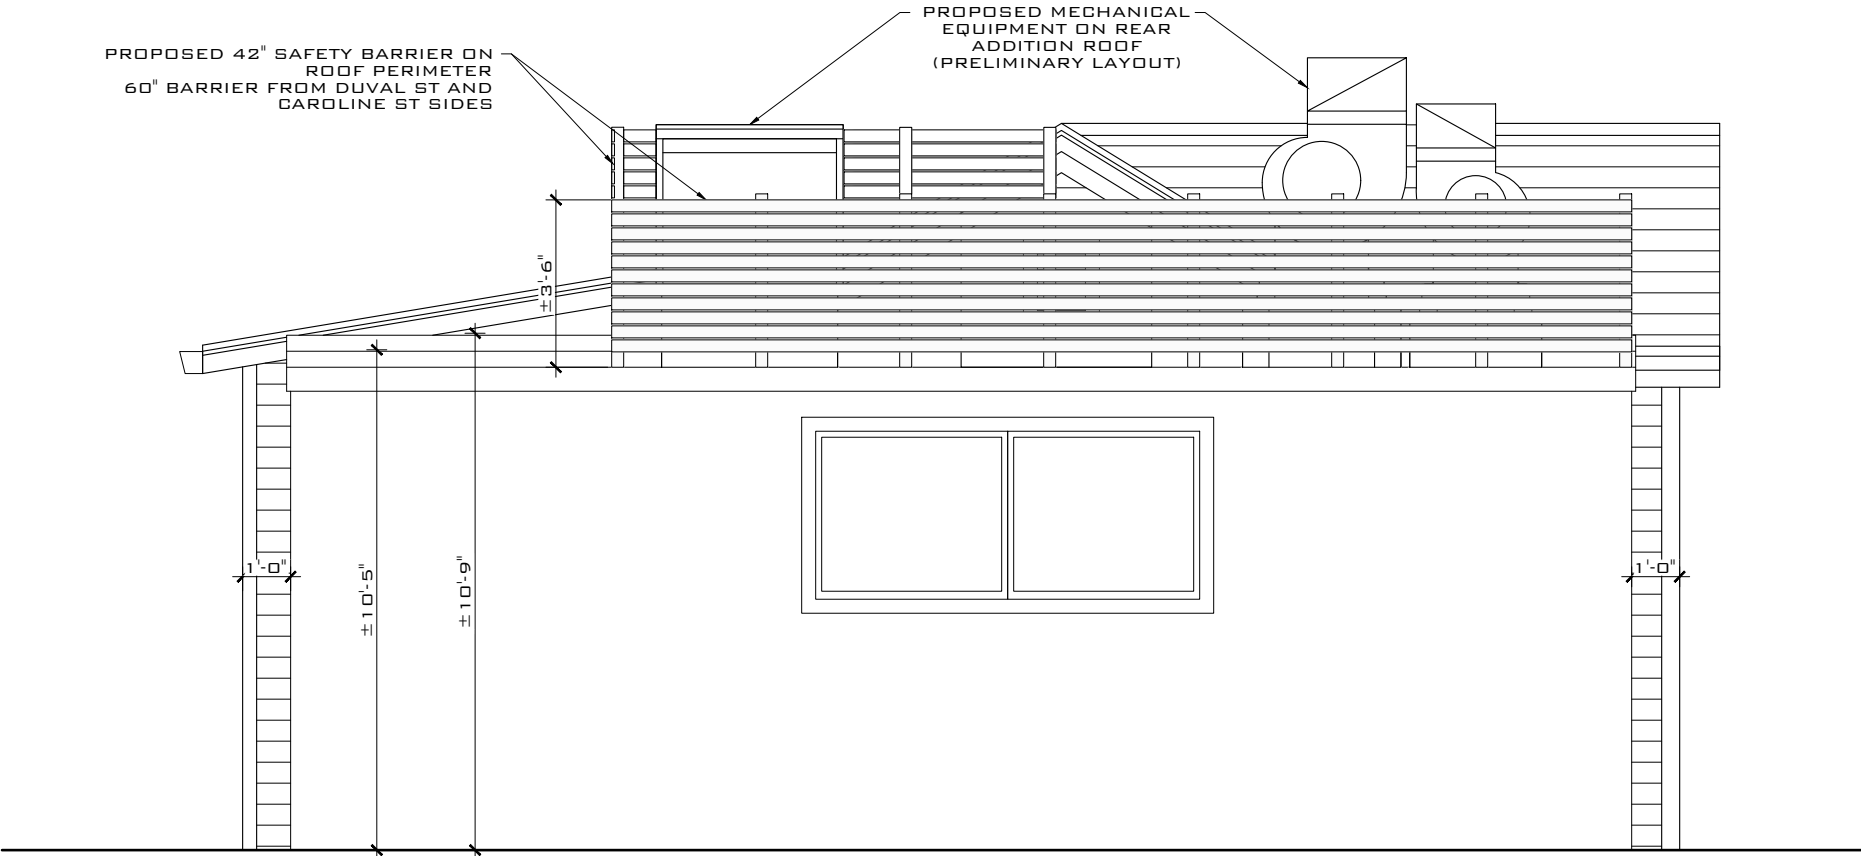 PROPOSED MECHANICAL
EQUIPMENT ON REAR
ADDITION ROOF
(PRELIMINARY LAYOUT)
PROPOSED 42" SAFETY BARRIER ON
ROOF PERIMETER
60" BARRIER FROM DUVAL ST AND
CAROLINE ST SIDES
±3'-6"
1'-0"
±10'-5"
±10'-9"
1'-0"